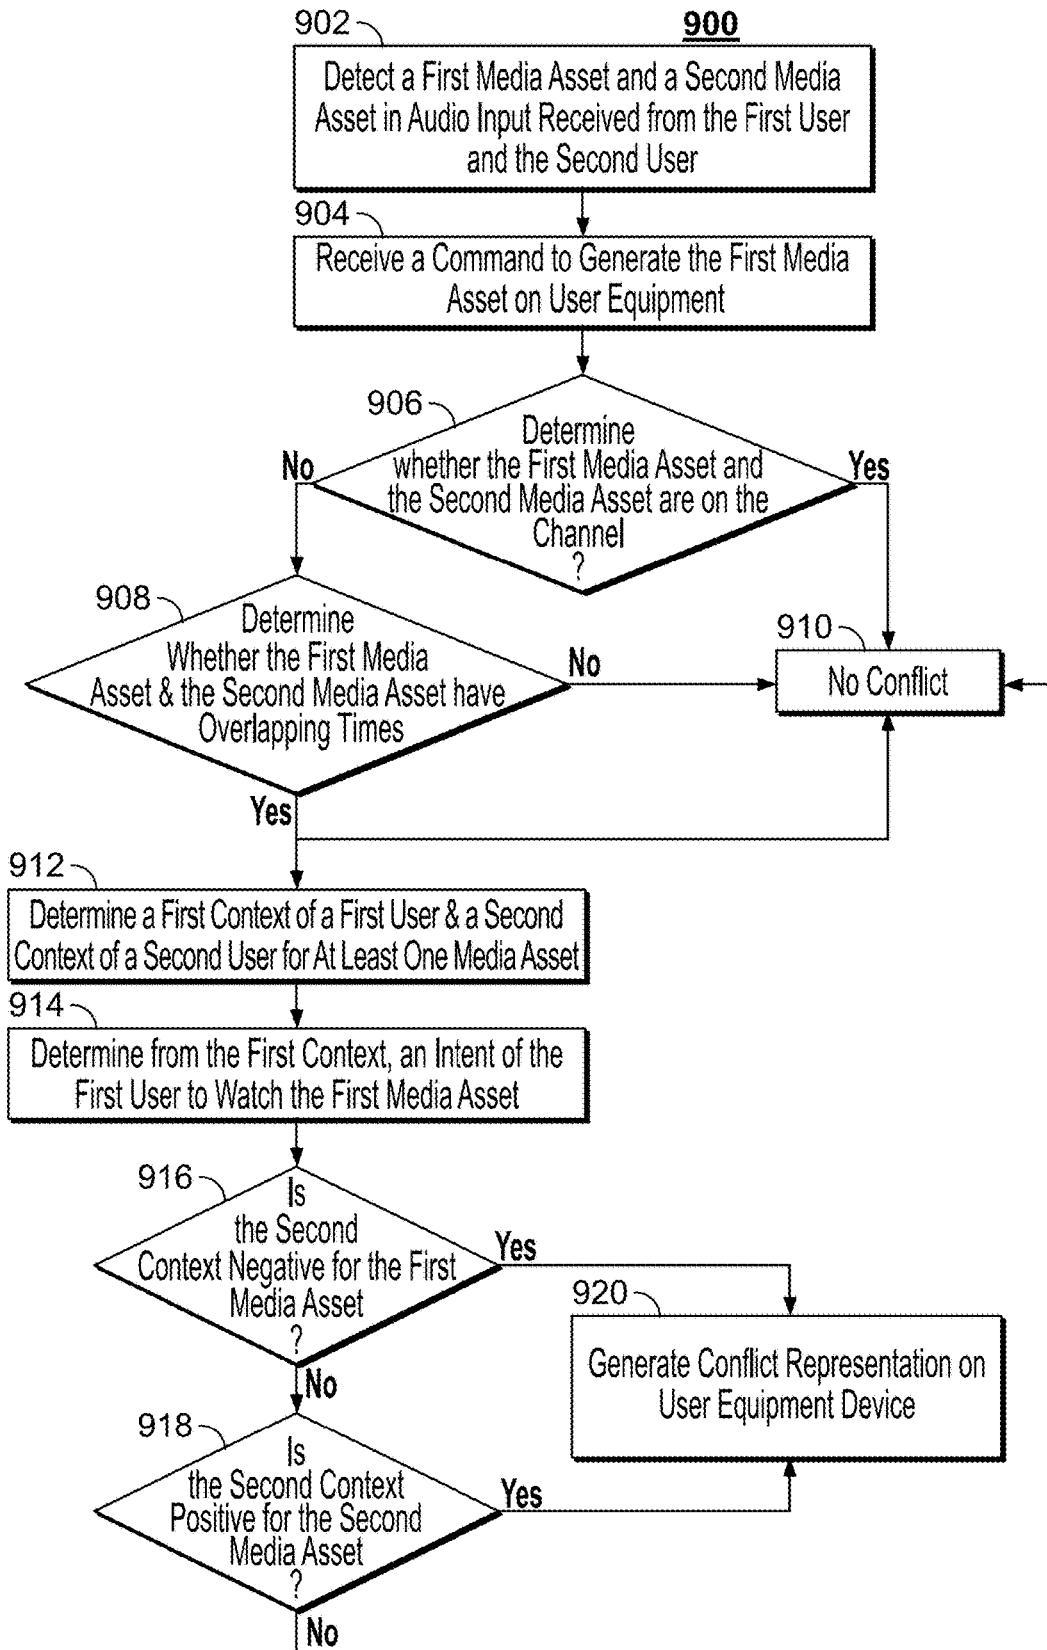 902
900
Detect a First Media Asset and a Second Media
Asset in Audio Input Received from the First User
and the Second User
904
Receive a Command to Generate the First Media
Asset on User Equipment
906
Determine
whether the First Media Asset and
the Second Media Asset are on the
Channel
?
No
Yes
908
Determine
Whether the First Media
Asset & the Second Media Asset have
Overlapping Times
No
Yes
910
No Conflict
912
Determine a First Context of a First User & a Second
Context of a Second User for At Least One Media Asset
914
Determine from the First Context, an Intent of the
First User to Watch the First Media Asset
916
Is
the Second
Context Negative for the First
Media Asset
?
Yes
No
920
Generate Conflict Representation on
User Equipment Device
918
Is
the Second Context
Positive for the Second
Media Asset
?
Yes
No